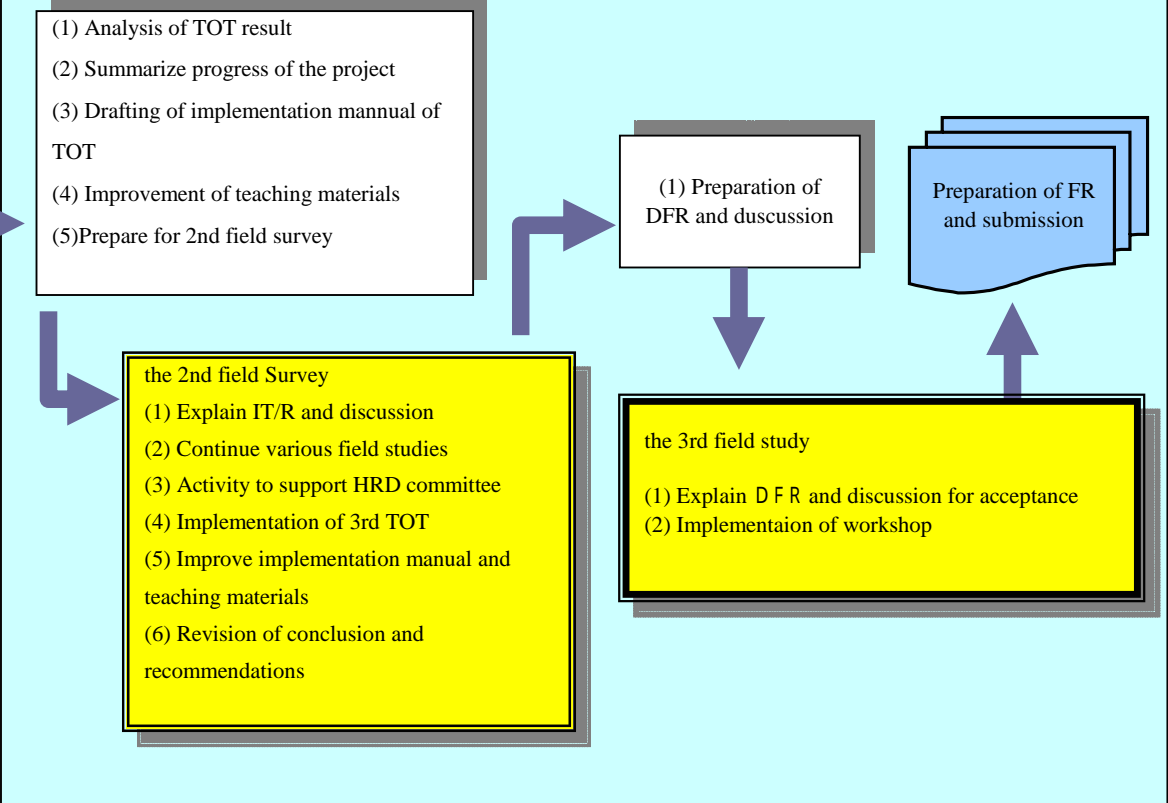 (1) Analysis of TOT result
(2) Summarize progress of the project
(3) Drafting of implementation mannual of
TOT
(4) Improvement of teaching materials
(5)Prepare for 2nd field survey
the 2nd field Survey
(1) Explain IT/R and discussion
(2) Continue various field studies
(3) Activity to support HRD committee
(4) Implementation of 3rd TOT
(5) Improve implementation manual and
teaching materials
(6) Revision of conclusion and
recommendations
(1) Preparation of
DFR and duscussion
the 3rd field study
(1) Explain ＤＦＲ and discussion for acceptance
(2) Implementaion of workshop
Preparation of FR
and submission